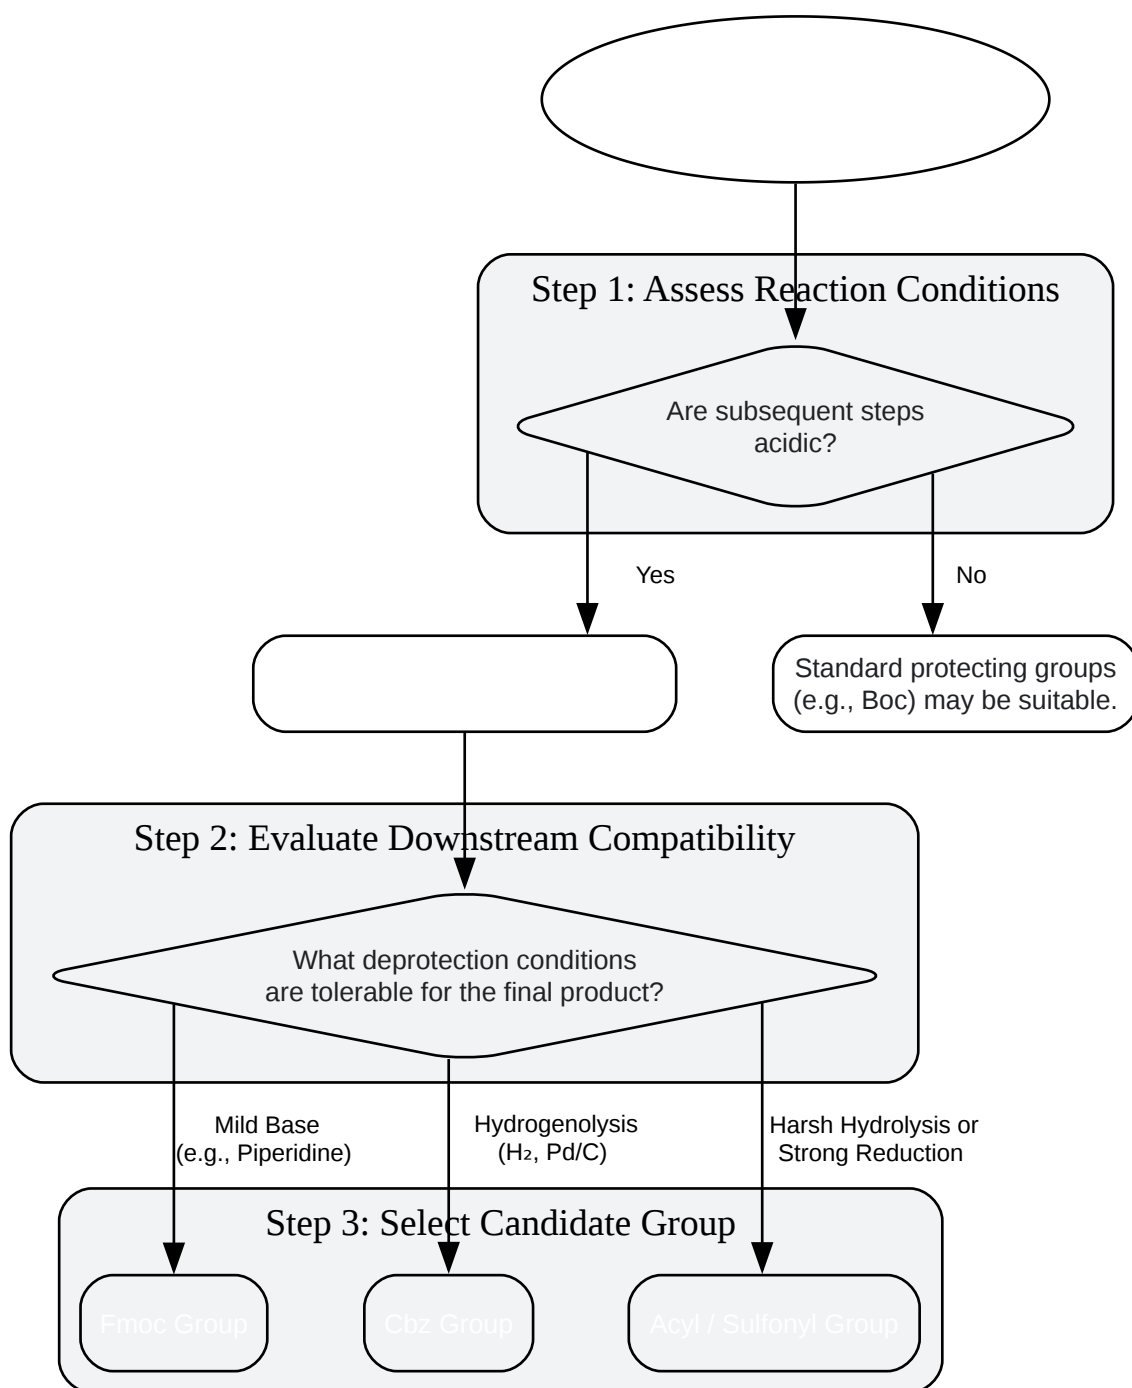 Step 1: Assess Reaction Conditions
Are subsequent steps
acidic?
Yes
No
Standard protecting groups
(e.g., Boc) may be suitable.
Step 2: Evaluate Downstream Compatibility
What deprotection conditions
are tolerable for the final product?
Mild Base
(e.g., Piperidine)
Hydrogenolysis
(H₂, Pd/C)
Harsh Hydrolysis or
Strong Reduction
Step 3: Select Candidate Group
Fmoc Group
Cbz Group
Acyl / Sulfonyl Group